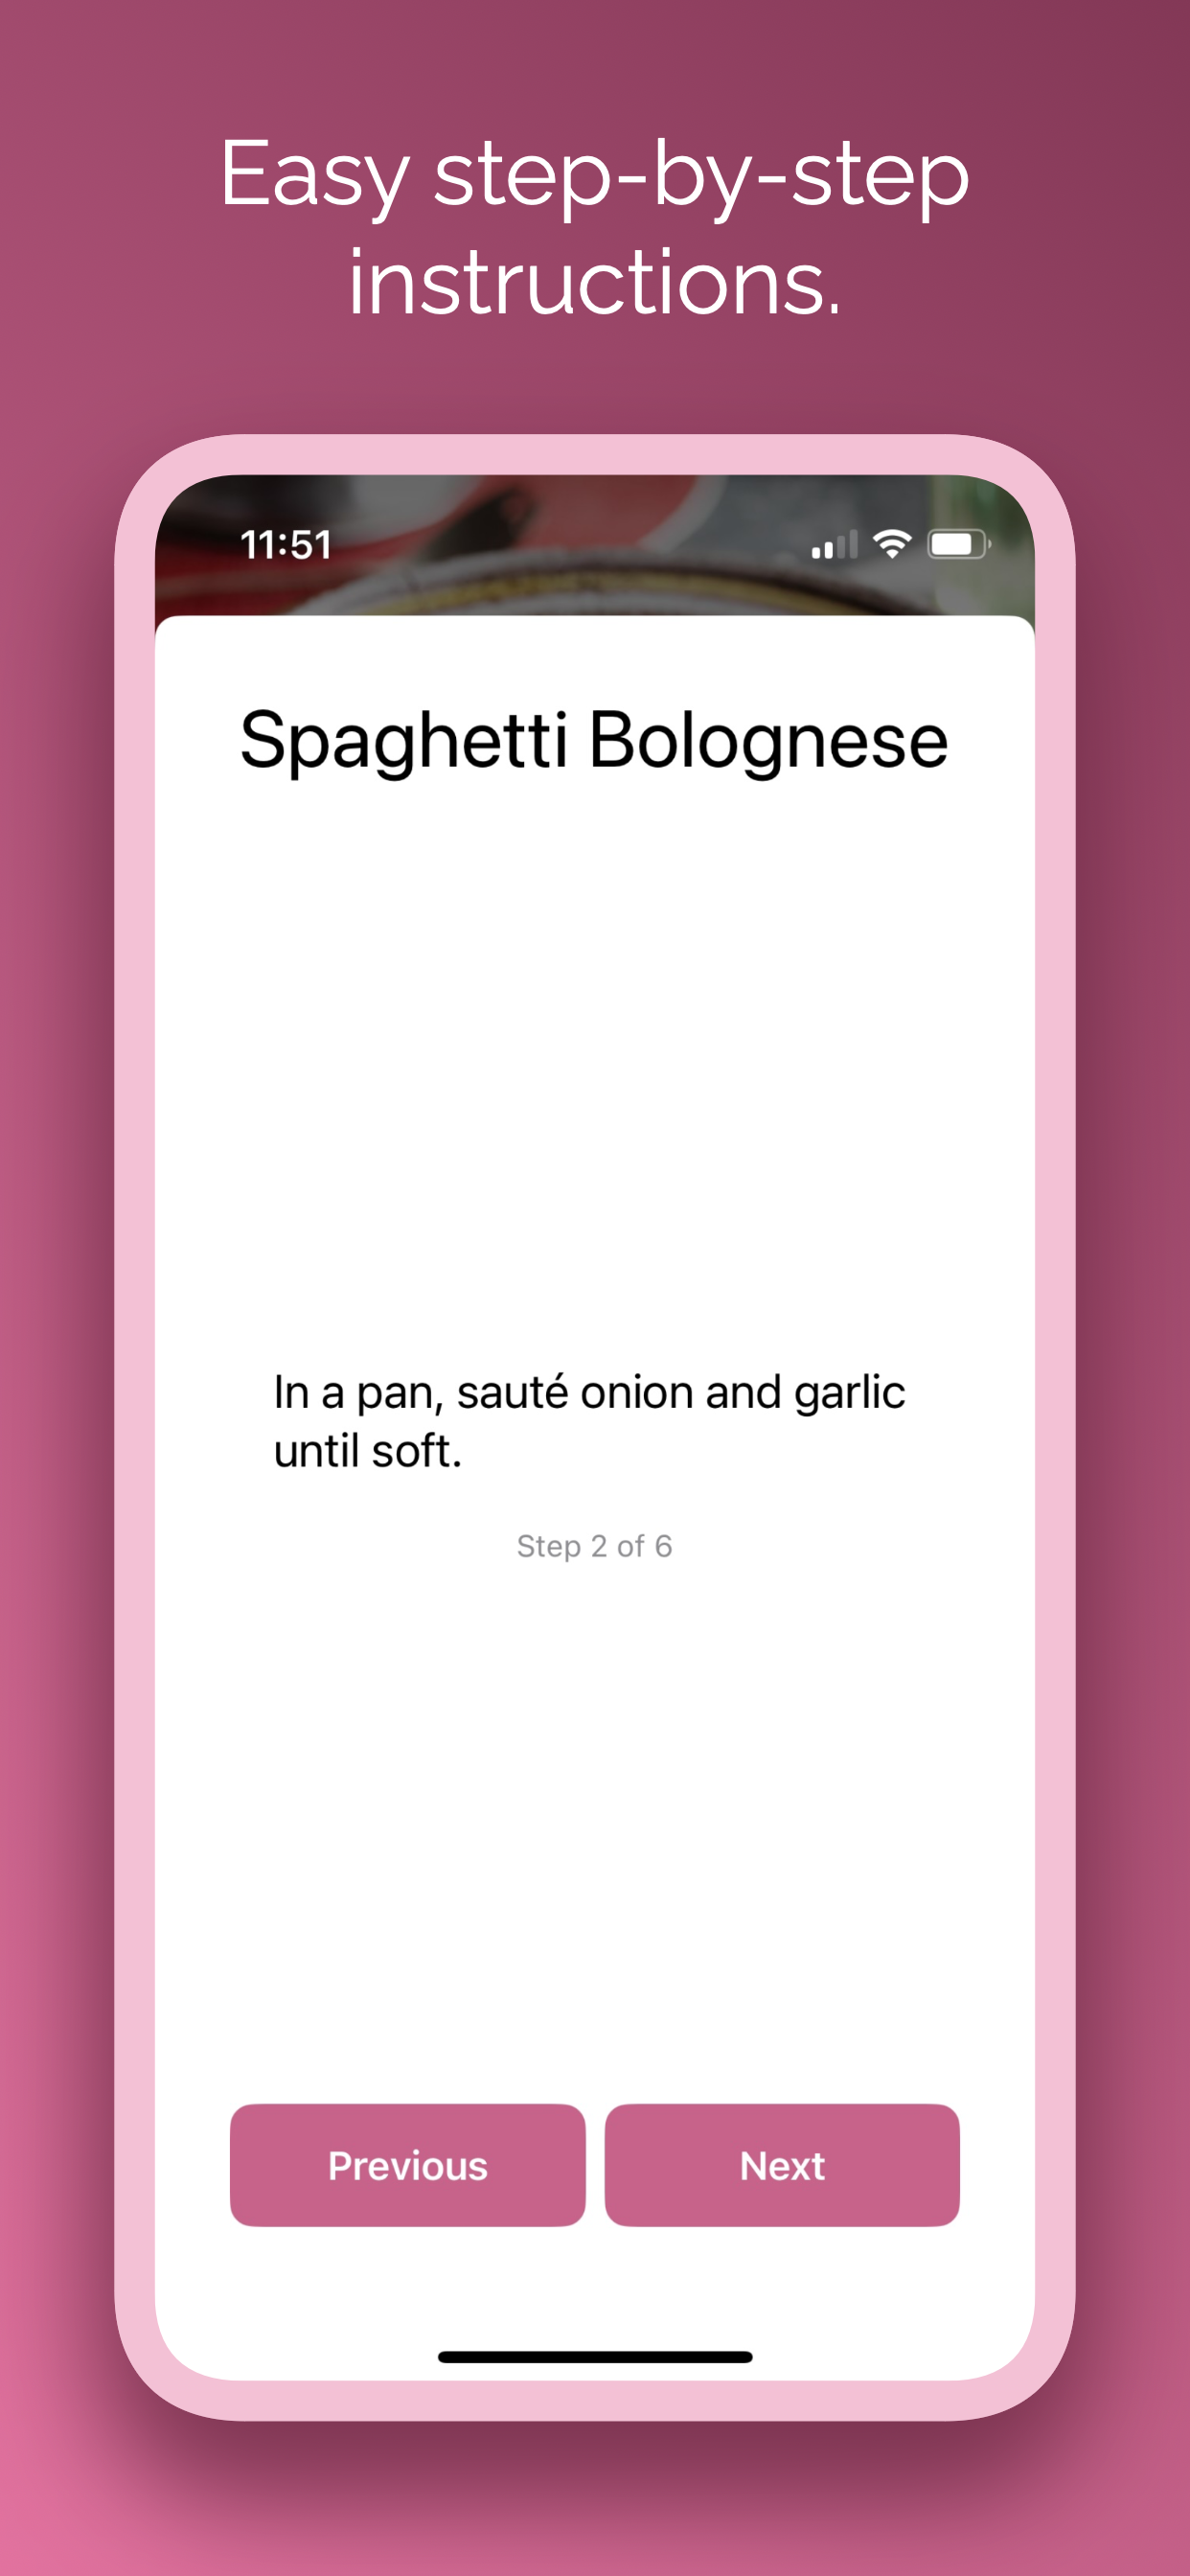 Easy step-by-step
instructions.
11:51
Spaghetti Bolognese
In a pan, sauté onion and garlic
until soft.
Step 2 of 6
Previous
Next